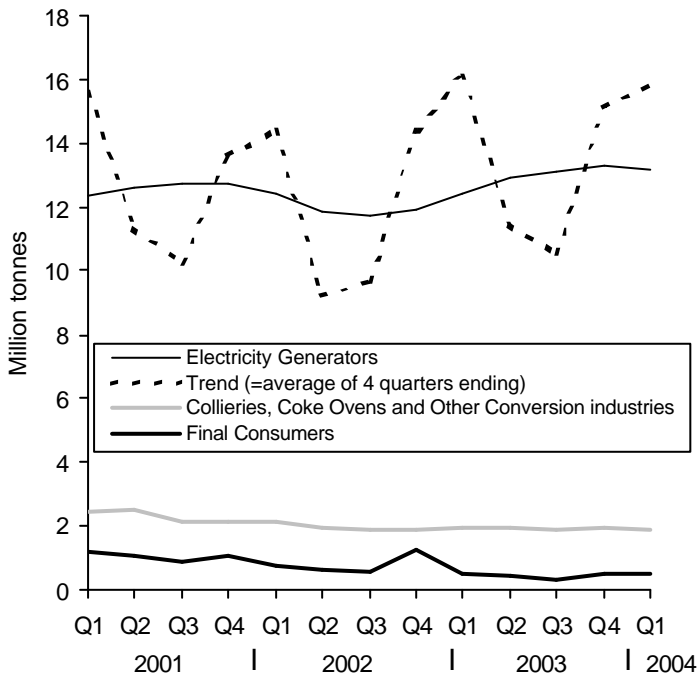 18
16
14
12
10
8
6
4
2
0
Million tonnes
Electricity Generators
Trend (=average of 4 quarters ending)
Collieries, Coke Ovens and Other Conversion industries
Final Consumers
Q1 Q2 Q3 Q4 Q1 Q2 Q3 Q4 Q1 Q2 Q3 Q4 Q1
2001 2002 2003 2004